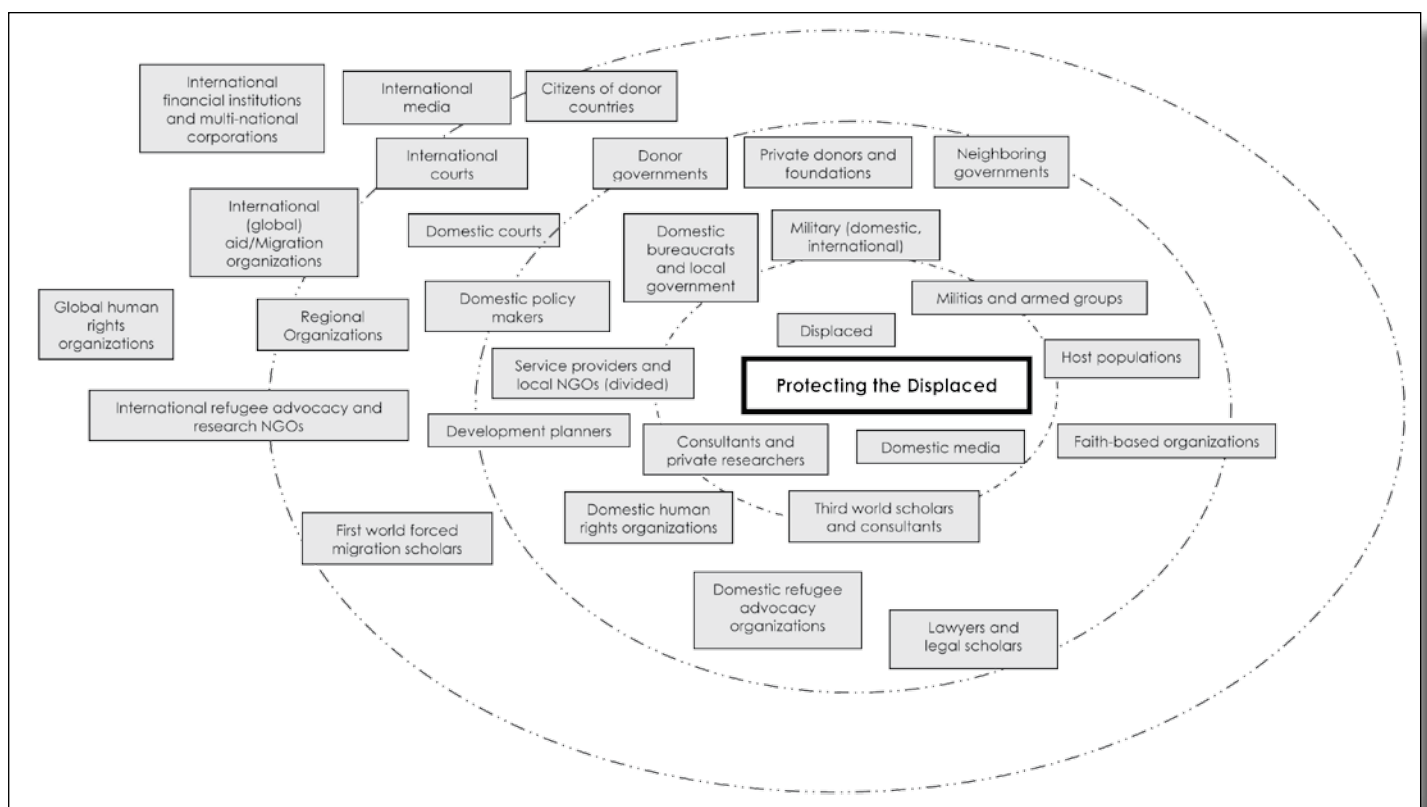 International
financial institutions
and multi-national
corporations
International
media
Citizens of donor
countries
International
courts
Donor
governments
Private donors and
foundations
Neighboring
governments
International
(global)
aid/Migration
organizations
Domestic courts
Domestic
bureaucrats
and local
government
Military (domestic,
international)
Global human
rights
organizations
Regional
Organizations
Domestic policy
makers
Militias and armed groups
Displaced
Service providers and
local NGOs (divided)
Protecting the Displaced
Host populations
International refugee advocacy and
research NGOs
Development planners
Consultants and
private researchers
Domestic media
Faith-based organizations
First world forced
migration scholars
Domestic human
rights organizations
Third world scholars
and consultants
Domestic refugee
advocacy
organizations
Lawyers and
legal scholars